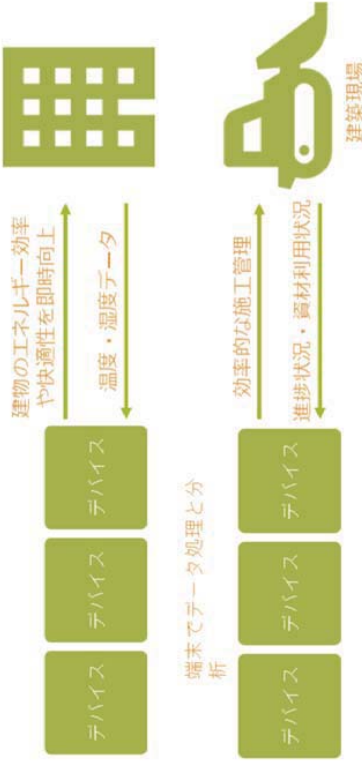 デバイス
デバイス
デバイス
建物のエネルギー効率
や快適性を即時向上
温度・湿度データ
端末でデータ処理と分
析
デバイス
デバイス
デバイス
効率的な施工管理
進捗状況・資材利用状況
建築現場